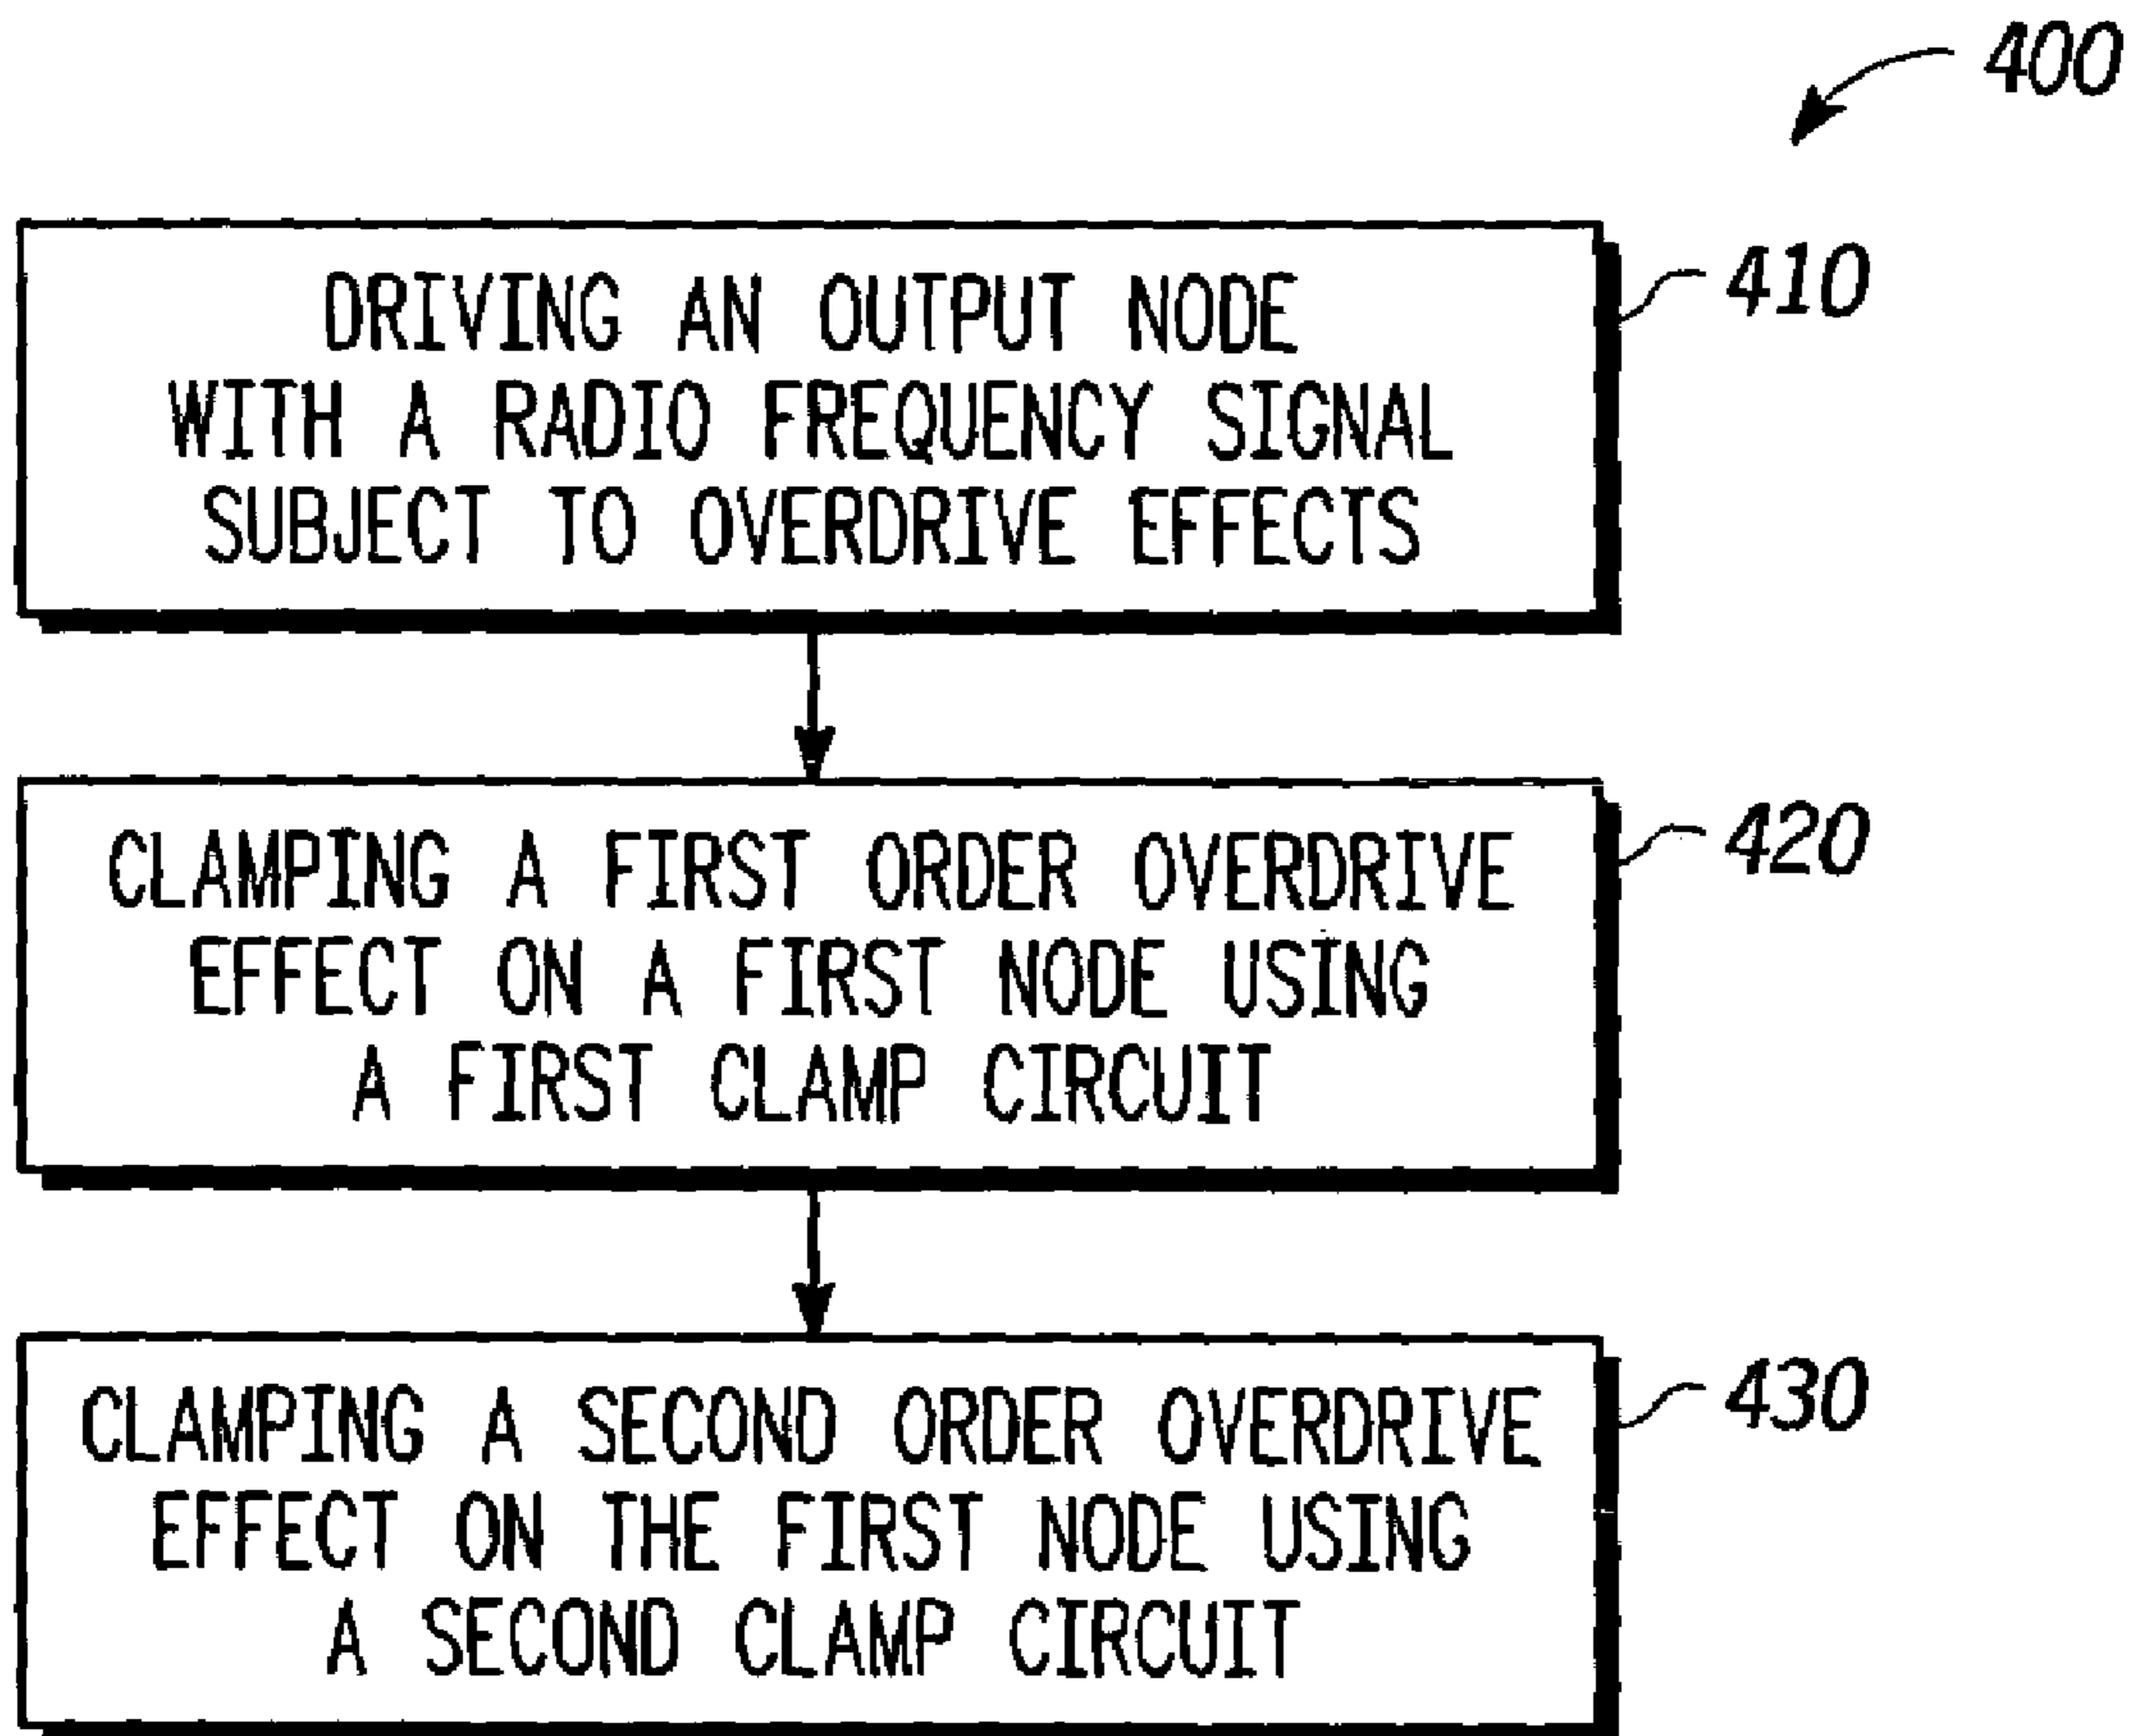 400
DRIVING AN OUTPUT NODE
WITH A RADIO FREQUENCY SIGNAL
SUBJECT TO OVERDRIVE EFFECTS
410
CLAMPING A FIRST ORDER OVERDRIVE
EFFECT ON A FIRST NODE USING
A FIRST CLAMP CIRCUIT
420
CLAMPING A SECOND ORDER OVERDRIVE
EFFECT ON THE FIRST NODE USING
A SECOND CLAMP CIRCUIT
430